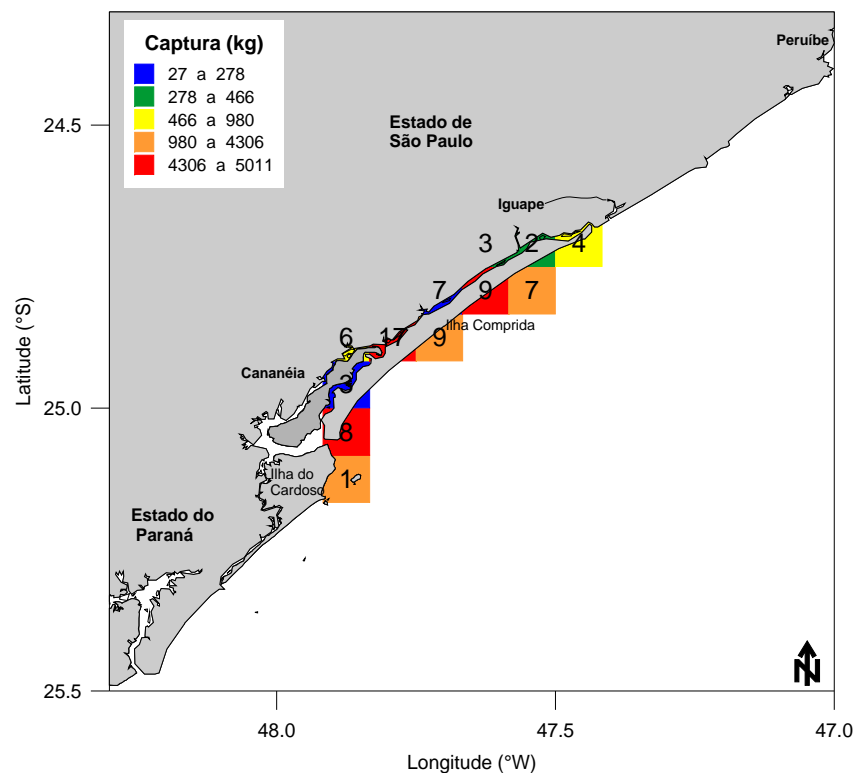 Captura (kg)
27 a 278
278 a 466
466 a 980
980 a 4306
4306 a 5011
Peruíbe
24.5
Estado de
São Paulo
Iguape
3
2
4
7
9
7
6
17
9
Ilha Comprida
Cananéia
3
25.0
8
Ilha do
Cardoso
1
Estado do
Paraná
N
25.5
48.0
47.5
47.0
Latitude (°S)
Longitude (°W)